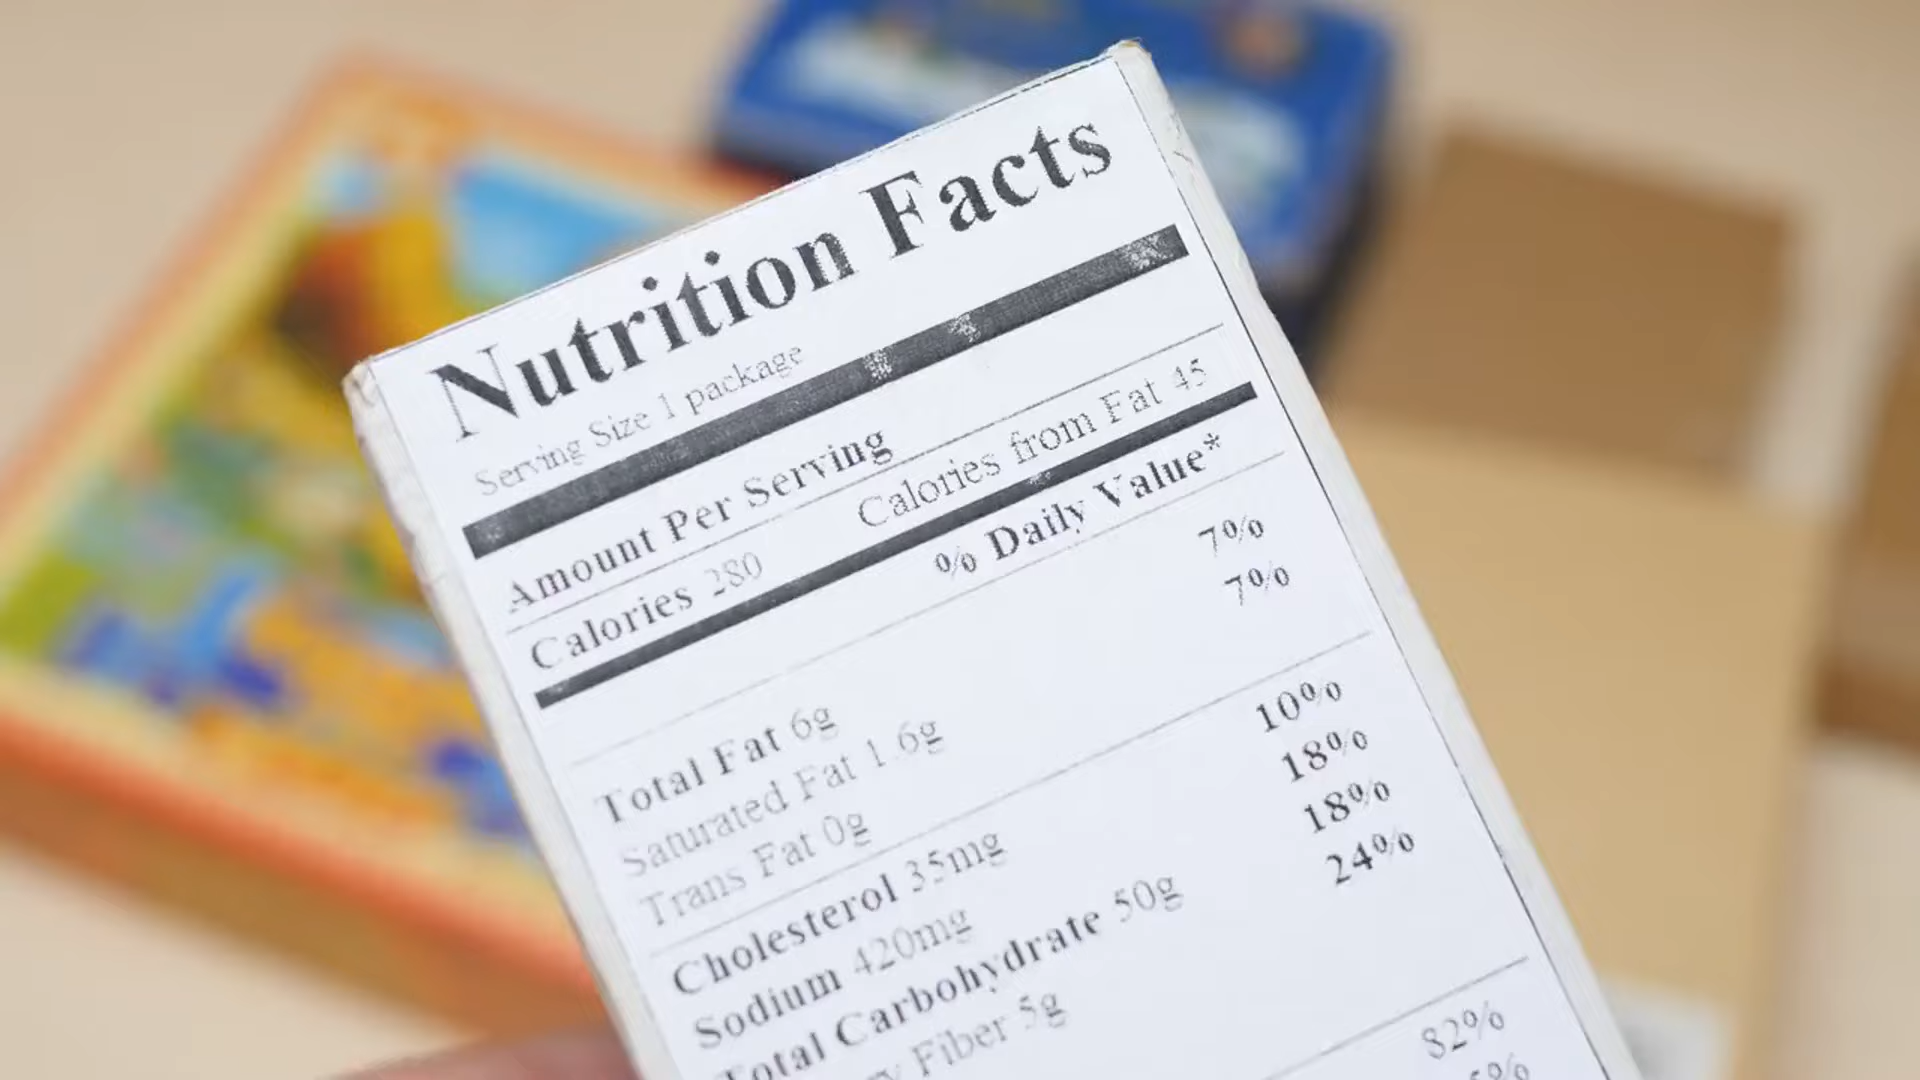 Nutrition Facts
Serving Size 1 package
Amount Per Serving
Calories 280 Calories from Fat 45
% Daily Value*
Total Fat 6g 7%
Saturated Fat 1.6g 7%
Trans Fat 0g
Cholesterol 35mg 10%
Sodium 420mg 18%
Total Carbohydrate 50g 18%
Fiber 5g 24%
82%